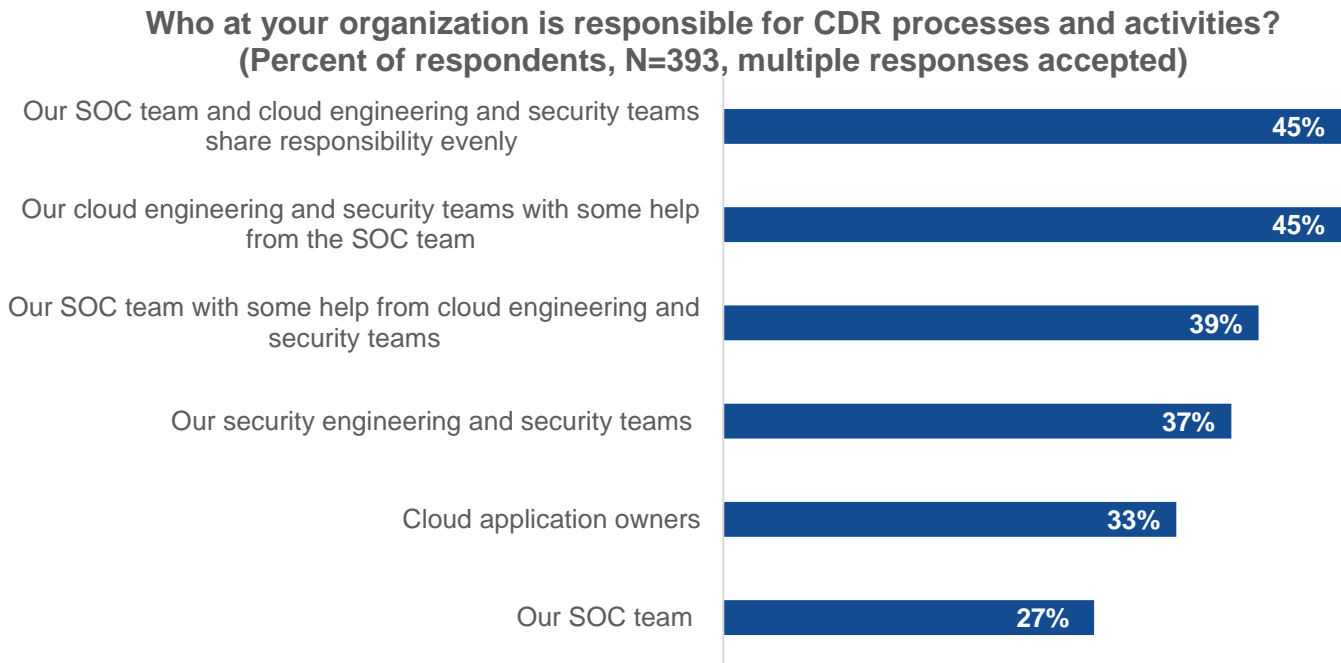 Who at your organization is responsible for CDR processes and activities?
(Percent of respondents, N=393, multiple responses accepted)
Our SOC team and cloud engineering and security teams
share responsibility evenly
45%
Our cloud engineering and security teams with some help
from the SOC team
45%
Our SOC team with some help from cloud engineering and
security teams
39%
Our security engineering and security teams
37%
Cloud application owners
33%
Our SOC team
27%